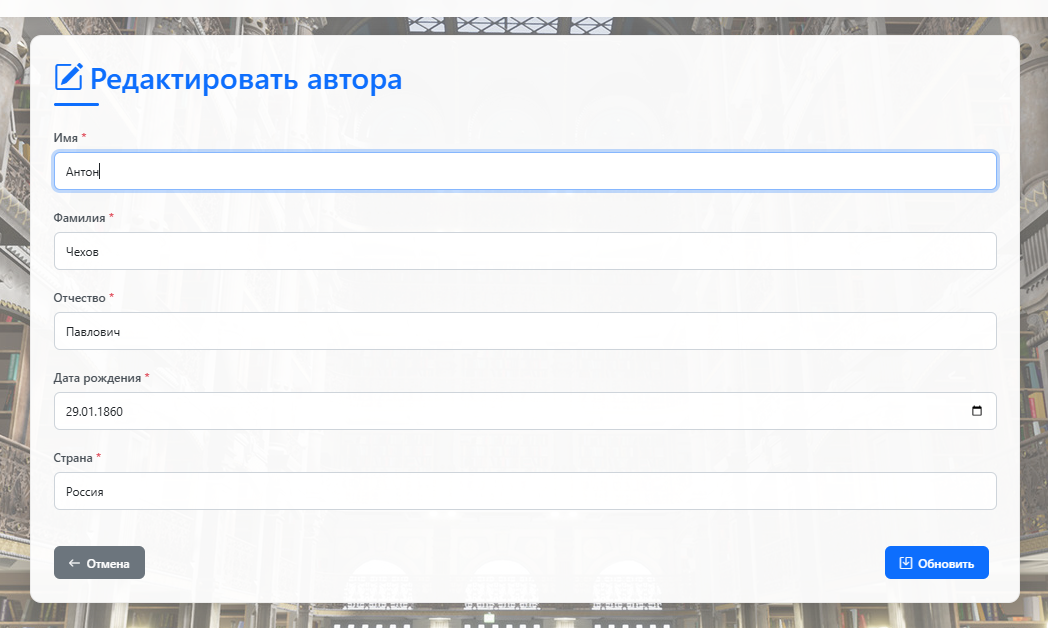 Редактировать автора
Имя *
Антон
Фамилия *
Чехов
Отчество *
Павлович
Дата рождения *
29.01.1860
Страна *
Россия
← Отмена
Обновить